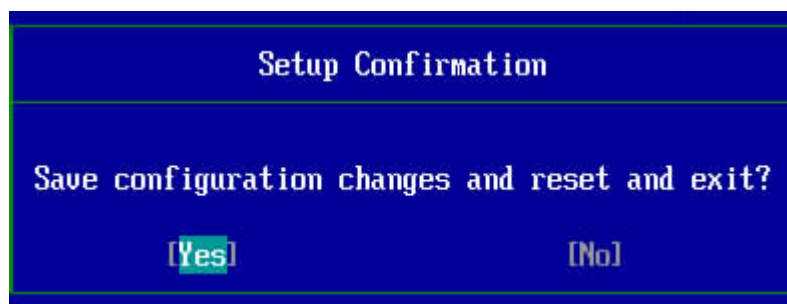 Setup Confirmation
Save configuration changes and reset and exit?
[Yes] [No]